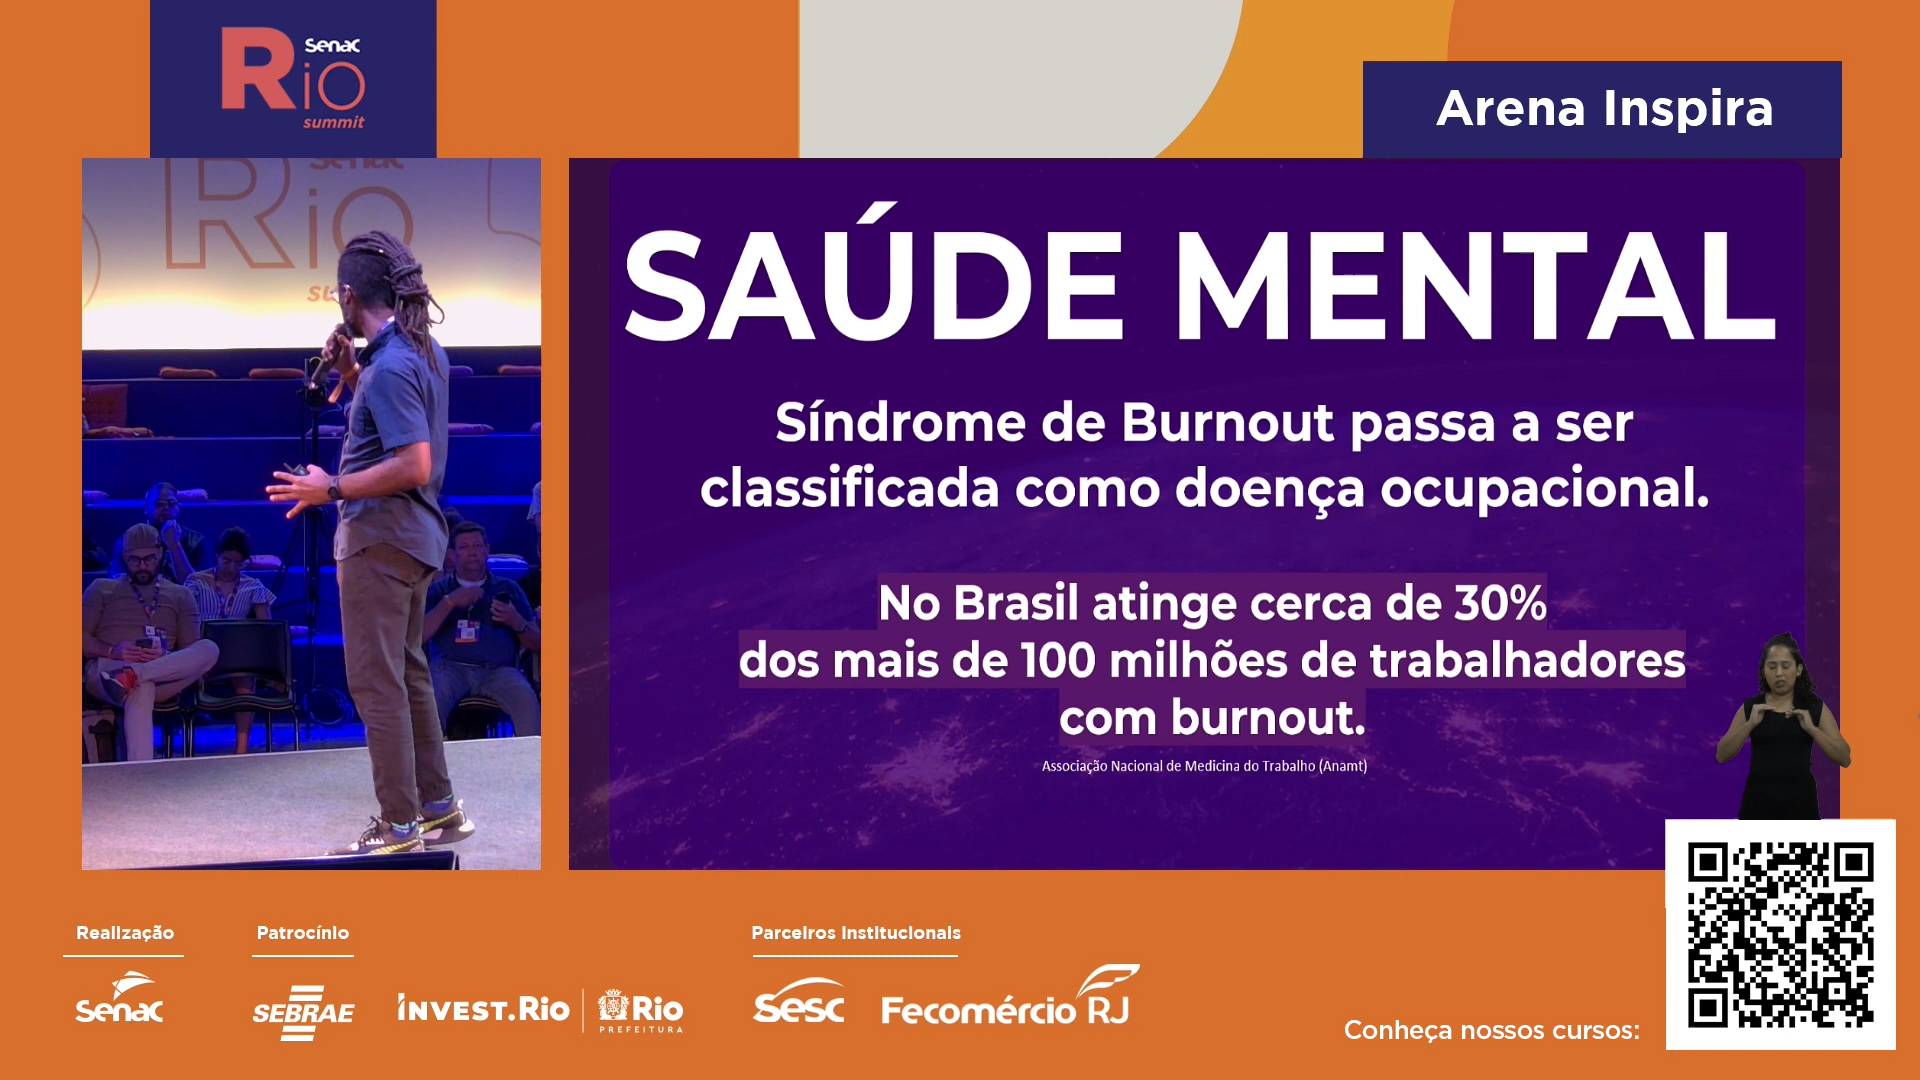 Senac
Rio
summit
Arena Inspira
Senac
Rio
SAÚDE MENTAL
Síndrome de Burnout passa a ser
classificada como doença ocupacional.
No Brasil atinge cerca de 30%
dos mais de 100 milhões de trabalhadores
com burnout.
Associação Nacional de Medicina do Trabalho (Anamt)
Realização
Patrocínio
Parceiros Institucionais
Senac
SEBRAE
INVEST.Rio
Rio
PREFEITURA
Sesc
Fecomércio RJ
Conheça nossos cursos: